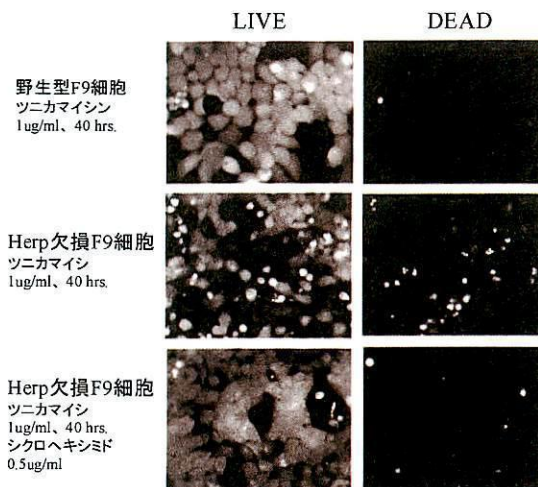 LIVE
DEAD
野生型F9細胞
ツニカマイシン
1ug/ml、40 hrs.
Herp欠損F9細胞
ツニカマイシ
1ug/ml、40 hrs.
Herp欠損F9細胞
ツニカマイシ
1ug/ml、40 hrs.
シクロヘキシミド
0.5ug/ml